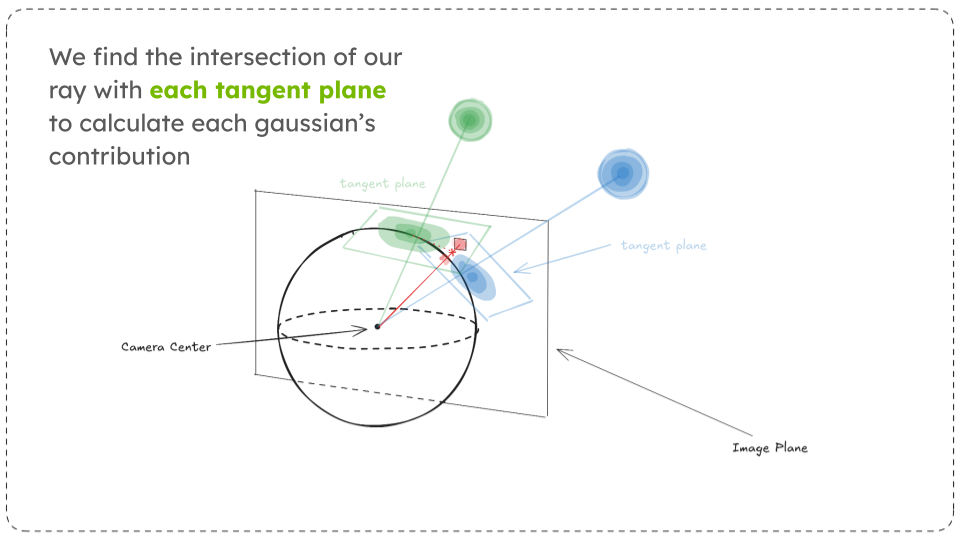 We find the intersection of our
ray with each tangent plane
to calculate each gaussian's
contribution
tangent plane
tangent plane
Camera Center
Image Plane